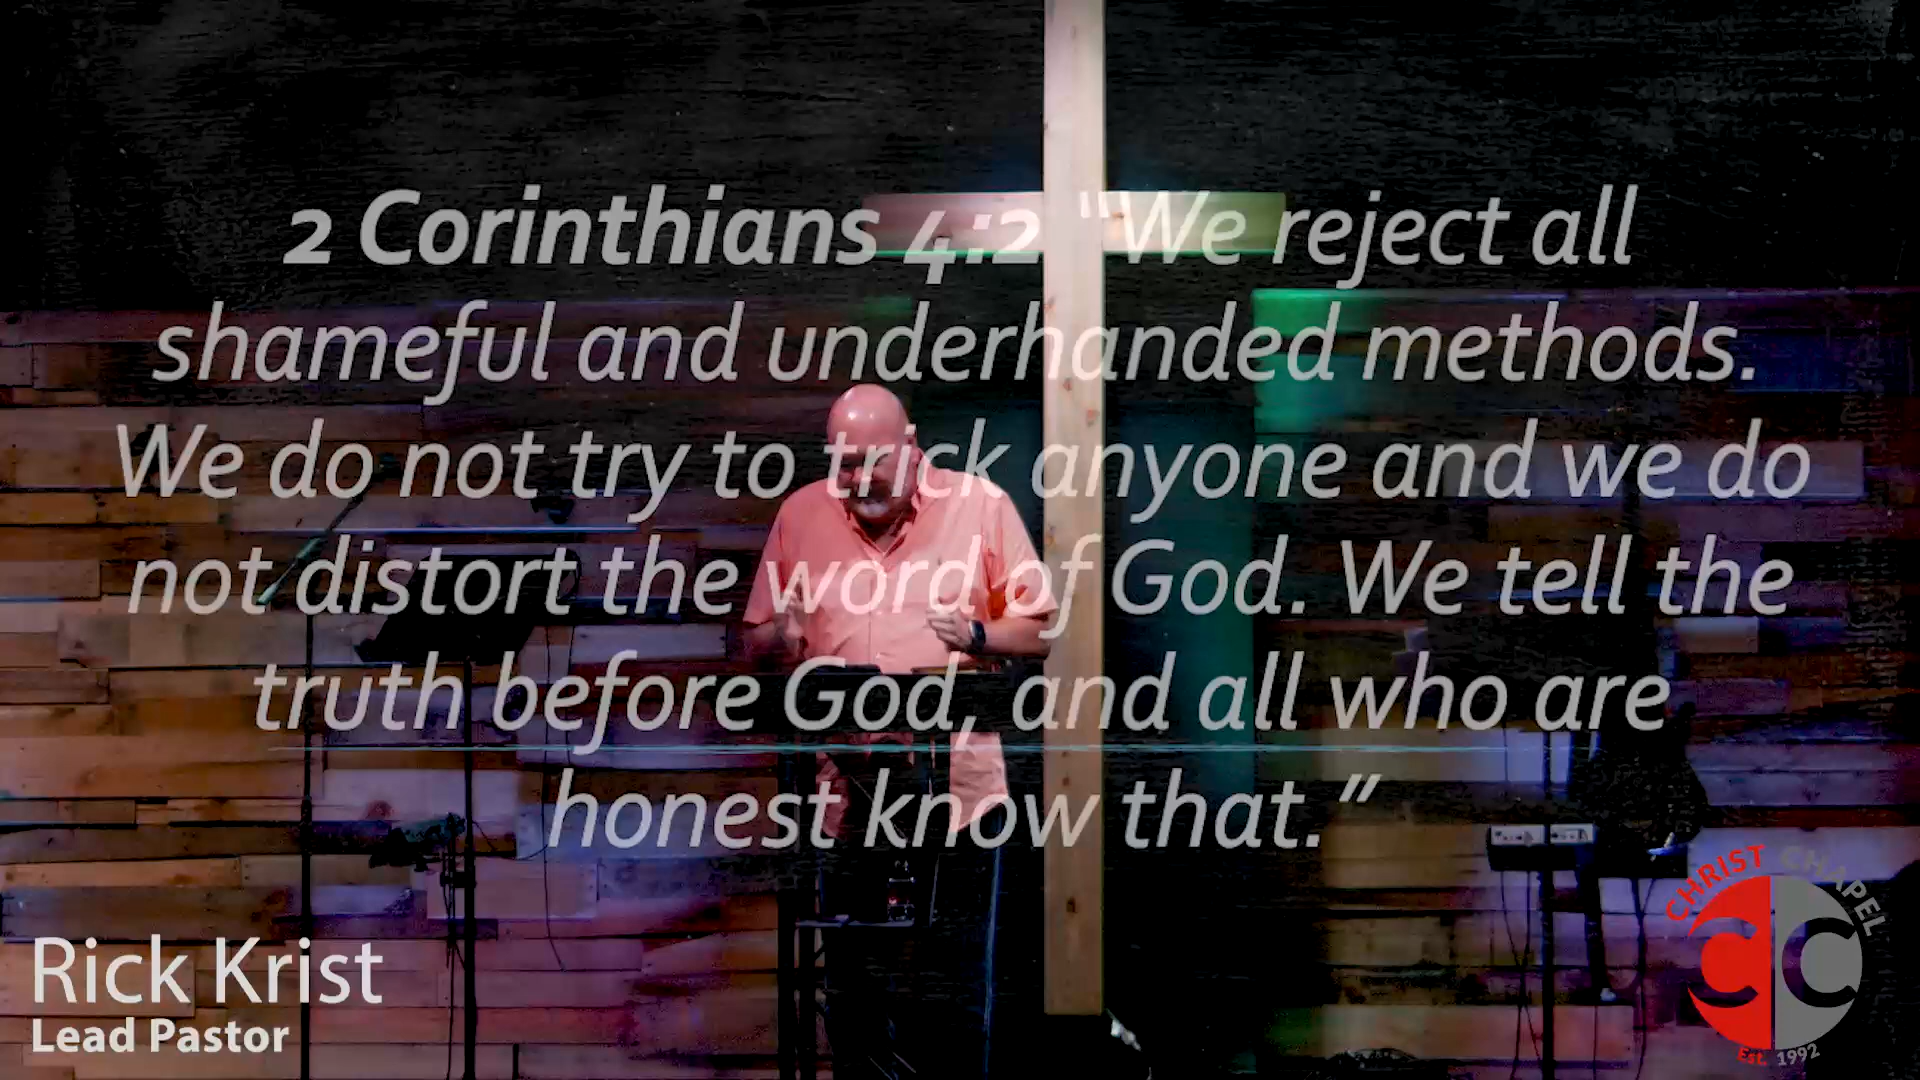 2 Corinthians 4:2 “We reject all
shameful and underhanded methods.
We do not try to trick anyone and we do
not distort the word of God. We tell the
truth before God, and all who are
honest know that.”
Rick Krist
Lead Pastor
CHRIST CHAPEL
CC
Est. 1992